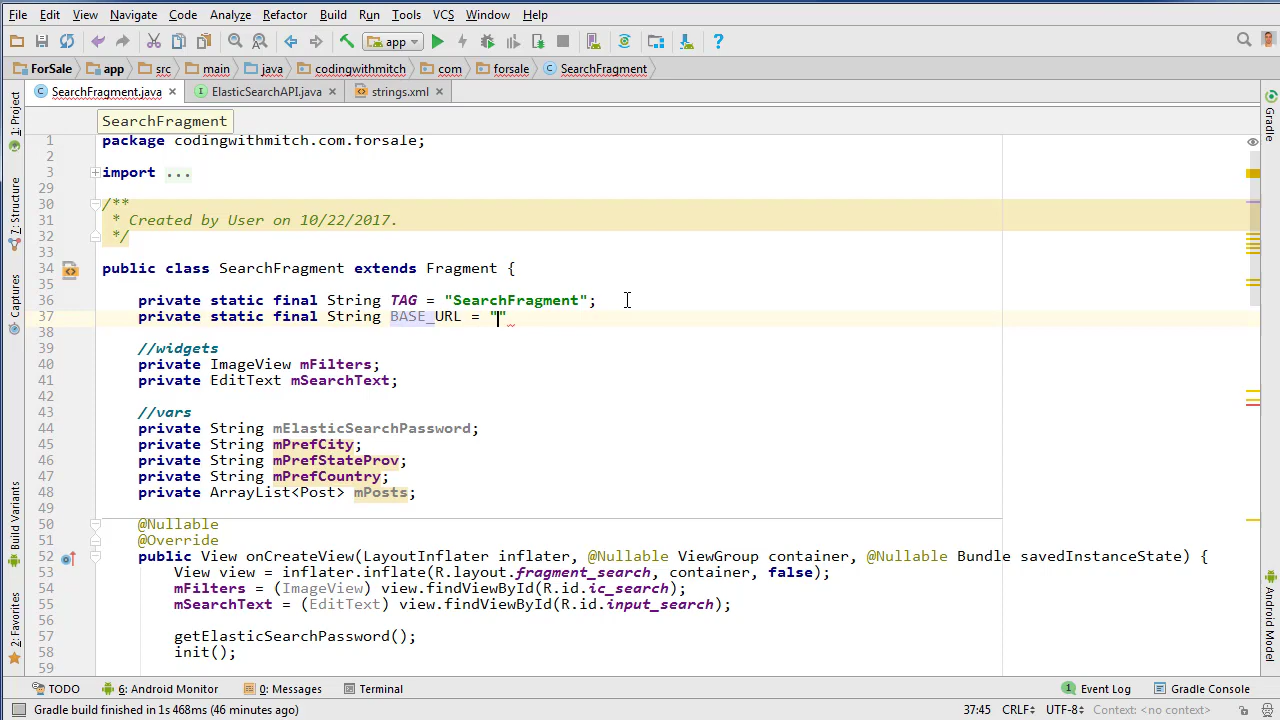 File Edit View Navigate Code Analyze Refactor Build Run Tools VCS Window Help
app
ForSale app src main java codingwithmitch com forsale SearchFragment
SearchFragment.java ElasticSearchAPI.java strings.xml
SearchFragment
1 package codingwithmitch.com.forsale;
2
3 import ...
29
30 /**
31 * Created by User on 10/22/2017.
32 */
33
34 public class SearchFragment extends Fragment {
35
36 private static final String TAG = "SearchFragment";
37 private static final String BASE_URL = ""
38
39 //widgets
40 private ImageView mFilters;
41 private EditText mSearchText;
42
43 //vars
44 private String mElasticSearchPassword;
45 private String mPrefCity;
46 private String mPrefStateProv;
47 private String mPrefCountry;
48 private ArrayList<Post> mPosts;
49
50 @Nullable
51 @Override
52 public View onCreateView(LayoutInflater inflater, @Nullable ViewGroup container, @Nullable Bundle savedInstanceState) {
53 View view = inflater.inflate(R.layout.fragment_search, container, false);
54 mFilters = (ImageView) view.findViewById(R.id.ic_search);
55 mSearchText = (EditText) view.findViewById(R.id.input_search);
56
57 getElasticSearchPassword();
58 init();
59
1: Project
7: Structure
Captures
Build Variants
2: Favorites
Gradle
Android Model
TODO 6: Android Monitor 0: Messages Terminal 1 Event Log Gradle Console
Gradle build finished in 1s 468ms (46 minutes ago) 37:45 CRLF UTF-8 Context: <no context>